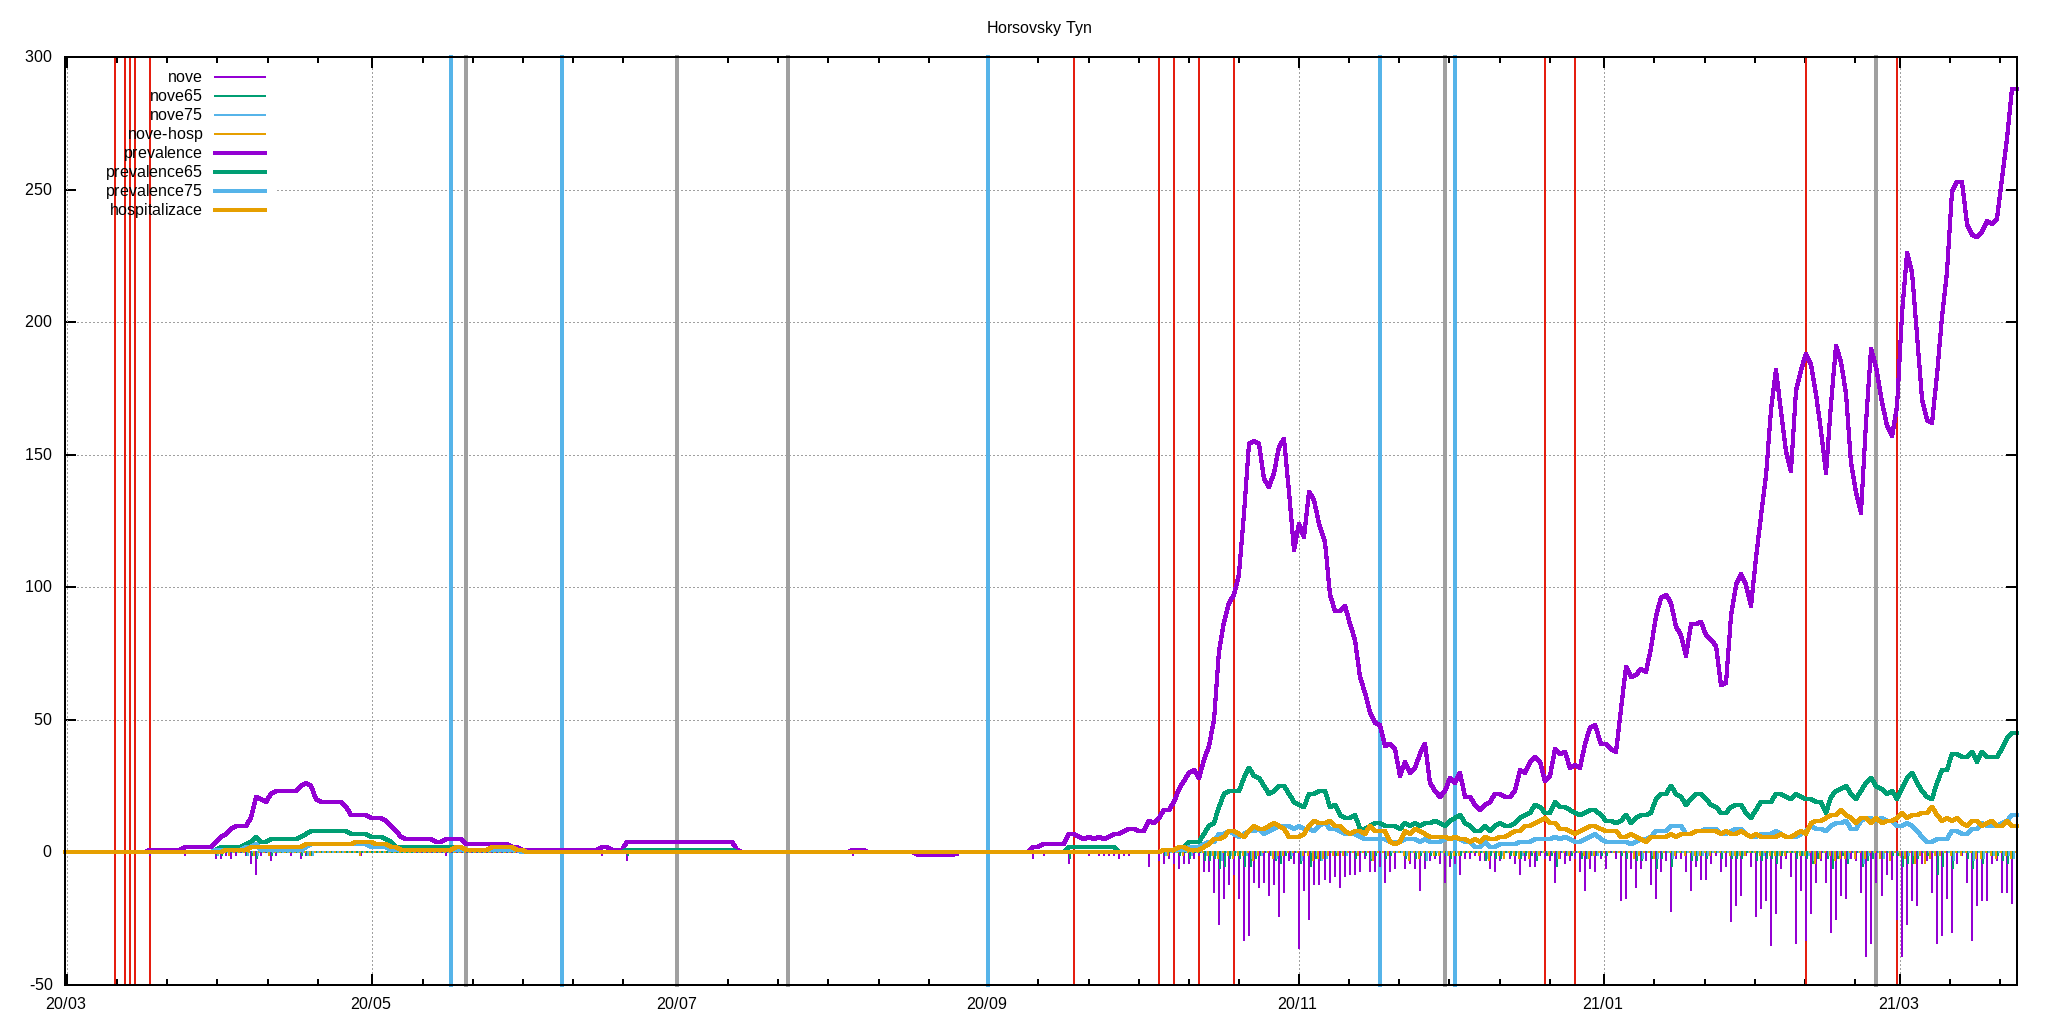 Horsovsky Tyn
300
250
200
150
100
50
0
-50
nove
nove65
nove75
nove-hosp
prevalence
prevalence65
prevalence75
hospitalizace
20/03 20/05 20/07 20/09 20/11 21/01 21/03